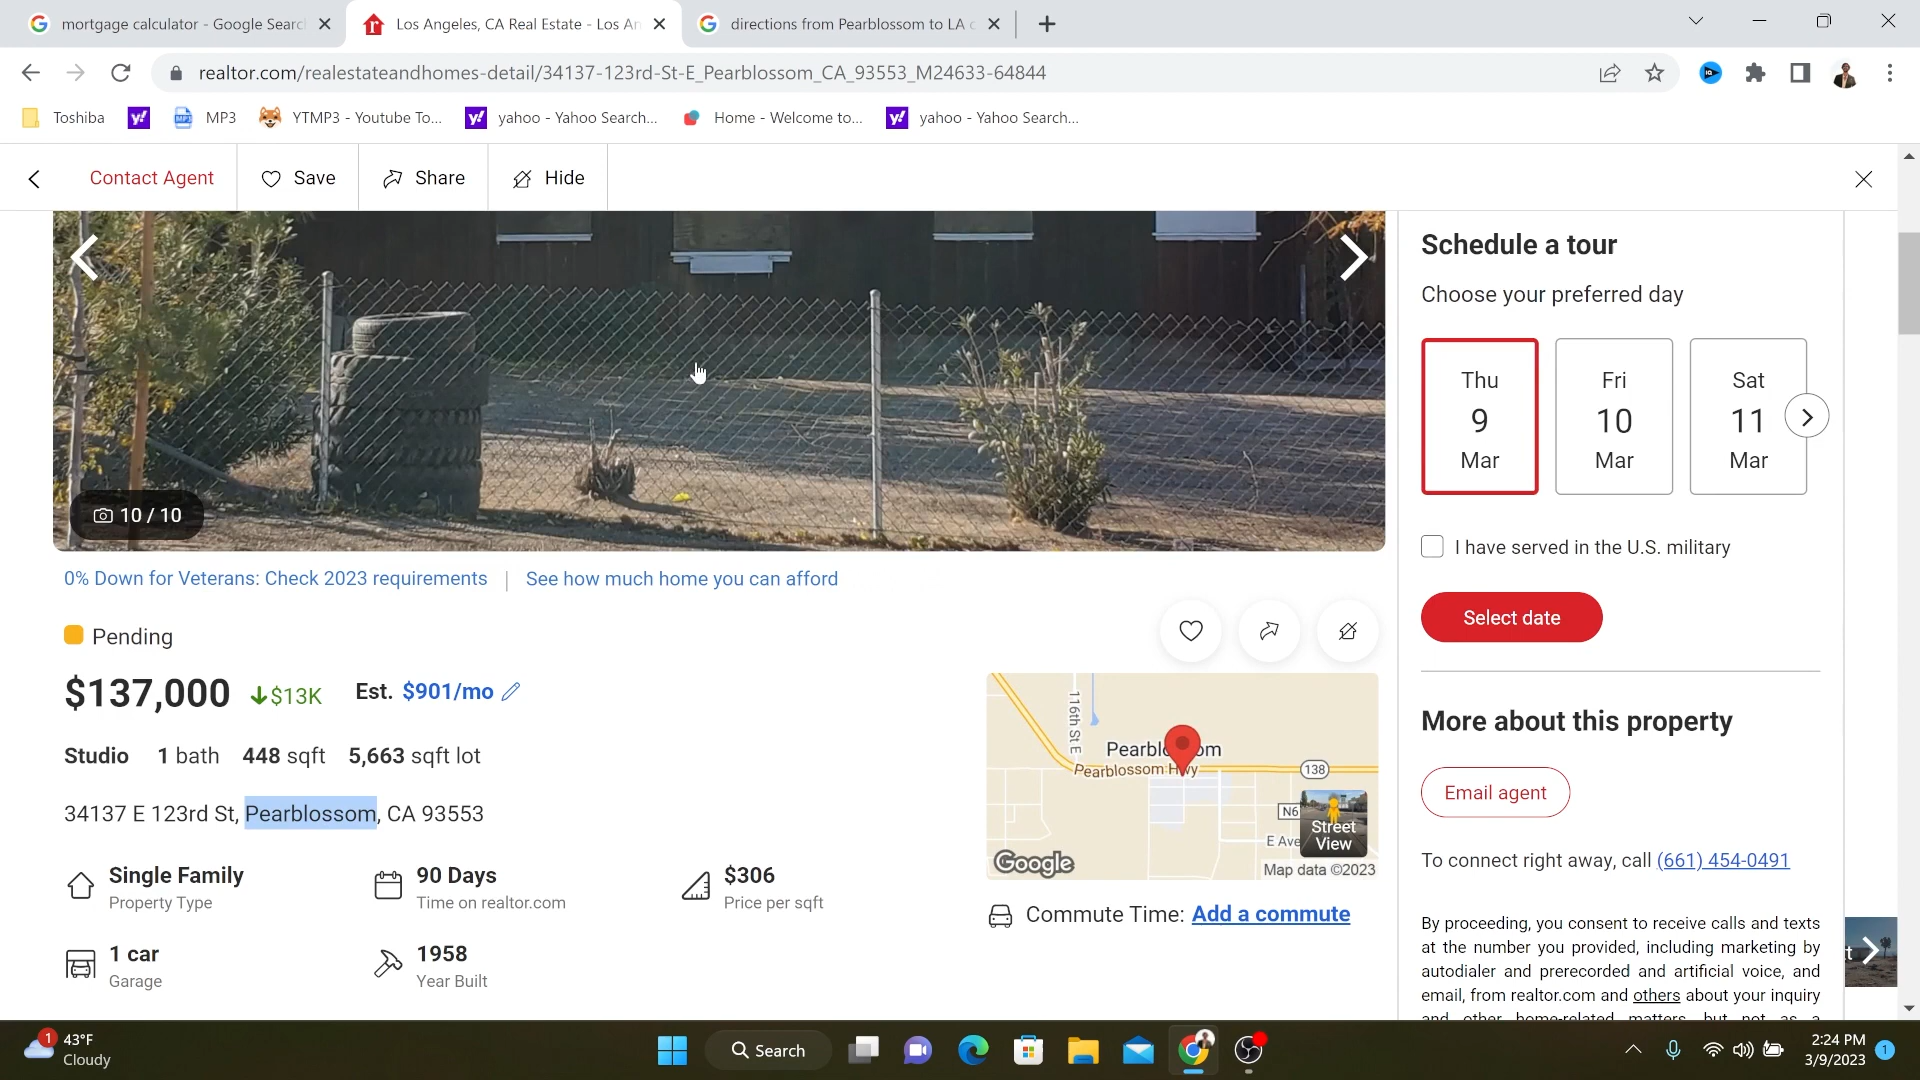 mortgage calculator - Google Searc
Los Angeles, CA Real Estate - Los An
directions from Pearblossom to LA c
realtor.com/realestateandhomes-detail/34137-123rd-St-E_Pearblossom_CA_93553_M24633-64844
Toshiba
MP3
YTMP3 - Youtube To...
yahoo - Yahoo Search...
Home - Welcome to...
yahoo - Yahoo Search...
Contact Agent
Save
Share
Hide
10 / 10
0% Down for Veterans: Check 2023 requirements | See how much home you can afford
Pending
$137,000 $13K Est. $901/mo
Studio 1 bath 448 sqft 5,663 sqft lot
34137 E 123rd St, Pearblossom, CA 93553
Single Family
Property Type
90 Days
Time on realtor.com
$306
Price per sqft
1 car
Garage
1958
Year Built
116th St E
Pearblossom Hwy
138
N6
E Ave
Street
View
Google
Map data ©2023
Commute Time: Add a commute
Schedule a tour
Choose your preferred day
Thu
9
Mar
Fri
10
Mar
Sat
11
Mar
I have served in the U.S. military
Select date
More about this property
Email agent
To connect right away, call (661) 454-0491
By proceeding, you consent to receive calls and texts
at the number you provided, including marketing by
autodialer and prerecorded and artificial voice, and
email, from realtor.com and others about your inquiry
and other home-related matters, but not as a
43°F
Cloudy
Search
2:24 PM
3/9/2023